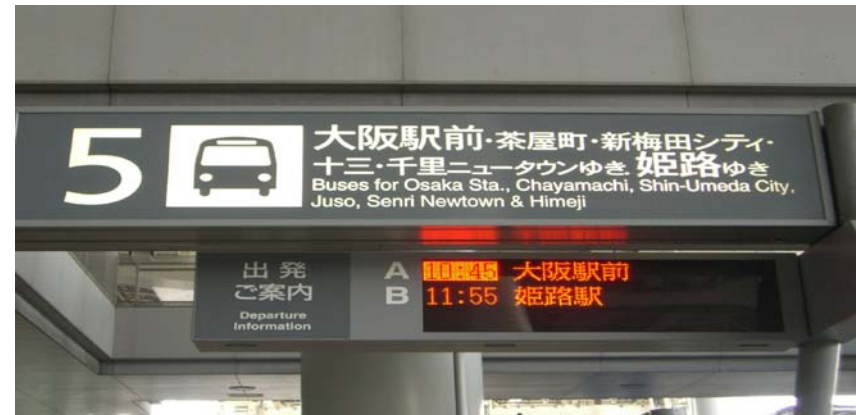 5
大阪駅前・茶屋町・新梅田シティ・
十三・千里ニュータウンゆき.姫路ゆき
Buses for Osaka Sta., Chayamachi, Shin-Umeda City,
Juso, Senri Newtown & Himeji
出発
ご案内
Departure
Information
A 10:45 大阪駅前
B 11:55 姫路駅